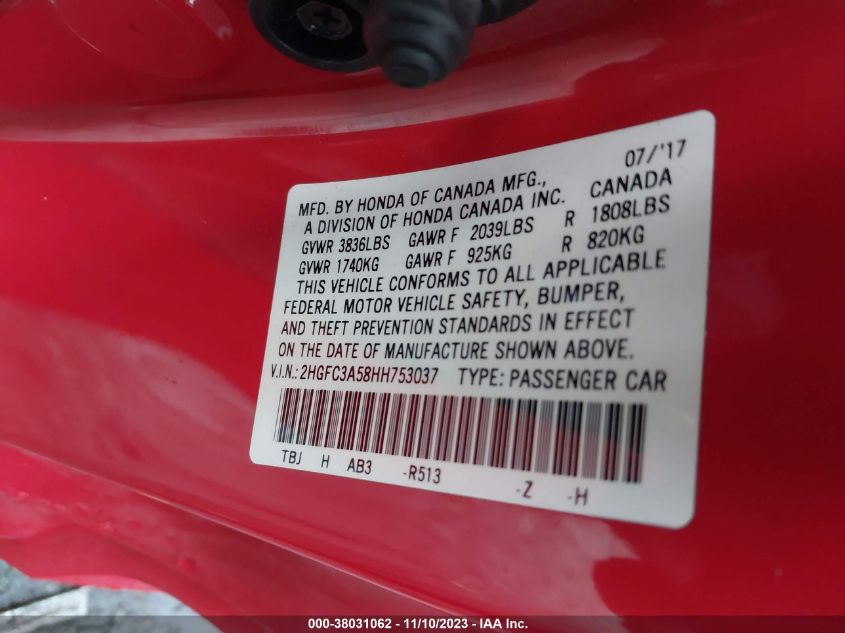 07/'17
MFD. BY HONDA OF CANADA MFG.,
A DIVISION OF HONDA CANADA INC. CANADA
GVWR 3836LBS GAWR F 2039LBS R 1808LBS
GVWR 1740KG GAWR F 925KG R 820KG
THIS VEHICLE CONFORMS TO ALL APPLICABLE
FEDERAL MOTOR VEHICLE SAFETY, BUMPER,
AND THEFT PREVENTION STANDARDS IN EFFECT
ON THE DATE OF MANUFACTURE SHOWN ABOVE.
V.I.N.: 2HGFC3A58HH753037 TYPE: PASSENGER CAR
TBJ H AB3 -R513 -Z -H
000-38031062 - 11/10/2023 - IAA Inc.